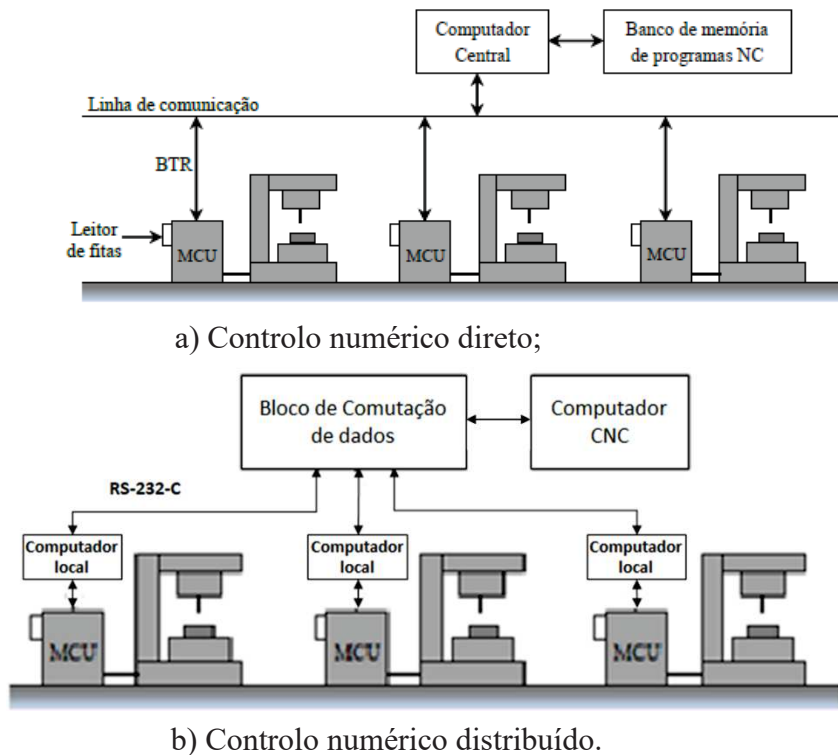 Computador
Central
Banco de memória
de programas NC
Linha de comunicação
BTR
Leitor
de fitas
MCU
MCU
MCU
a) Controlo numérico direto;
Bloco de Comutação
de dados
Computador
CNC
RS-232-C
Computador
local
Computador
local
Computador
local
MCU
MCU
MCU
b) Controlo numérico distribuído.